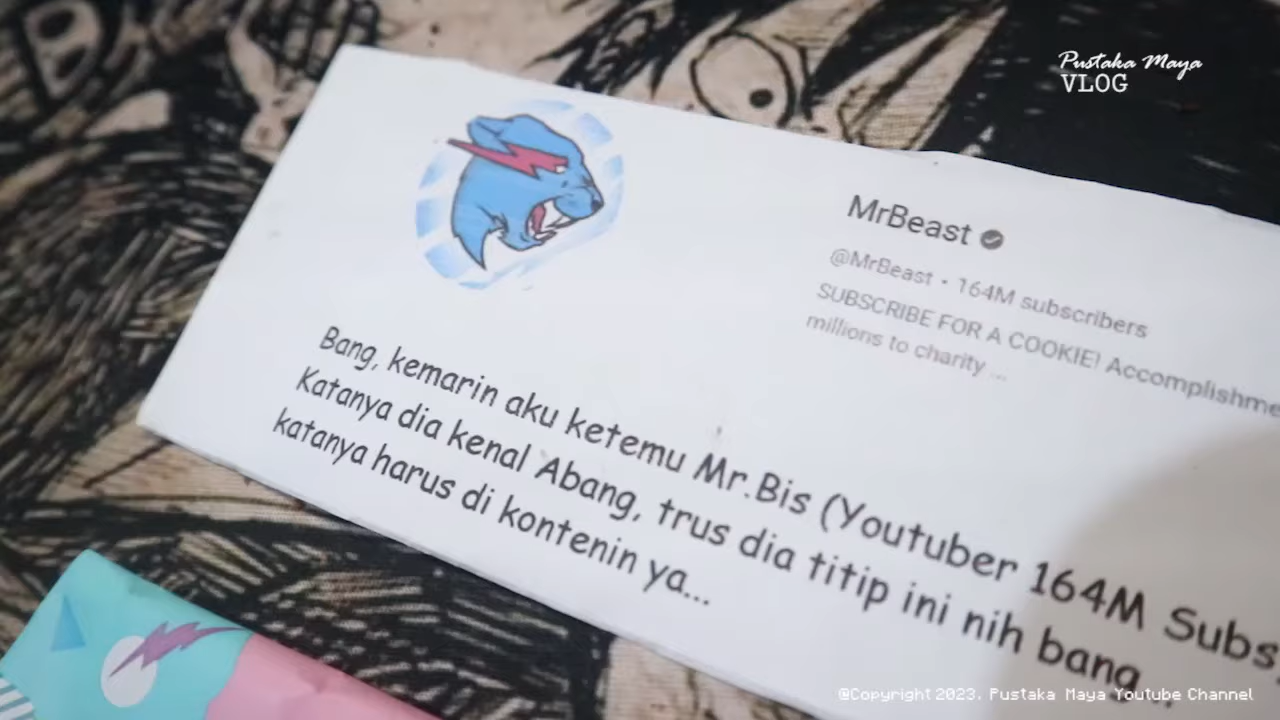 Pustaka Maya
VLOG
MrBeast
@MrBeast • 164M subscribers
SUBSCRIBE FOR A COOKIE! Accomplishme
millions to charity ...
Bang, kemarin aku ketemu Mr.Bis (Youtuber 164M Subs,
Katanya dia kenal Abang, trus dia titip ini nih bang...
katanya harus di kontenin ya...
@Copyright 2023. Pustaka Maya Youtube Channel